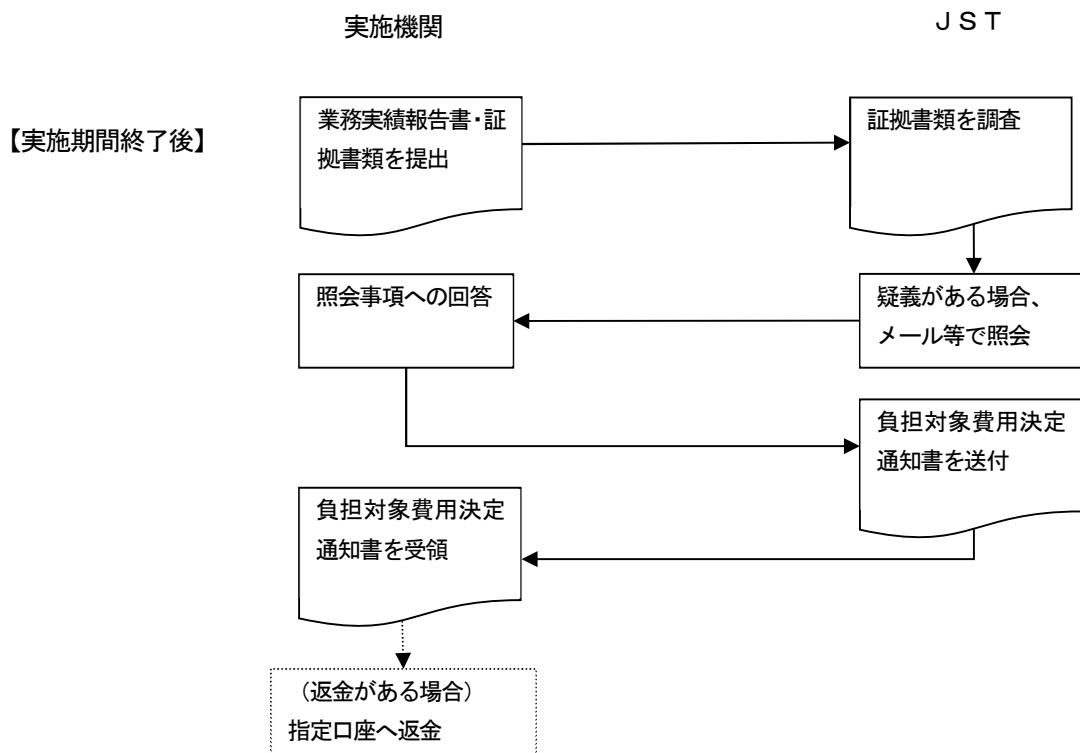 実施機関
ＪＳＴ
【実施期間終了後】
業務実績報告書・証
拠書類を提出
証拠書類を調査
疑義がある場合、
メール等で照会
照会事項への回答
負担対象費用決定
通知書を送付
負担対象費用決定
通知書を受領
（返金がある場合）
指定口座へ返金